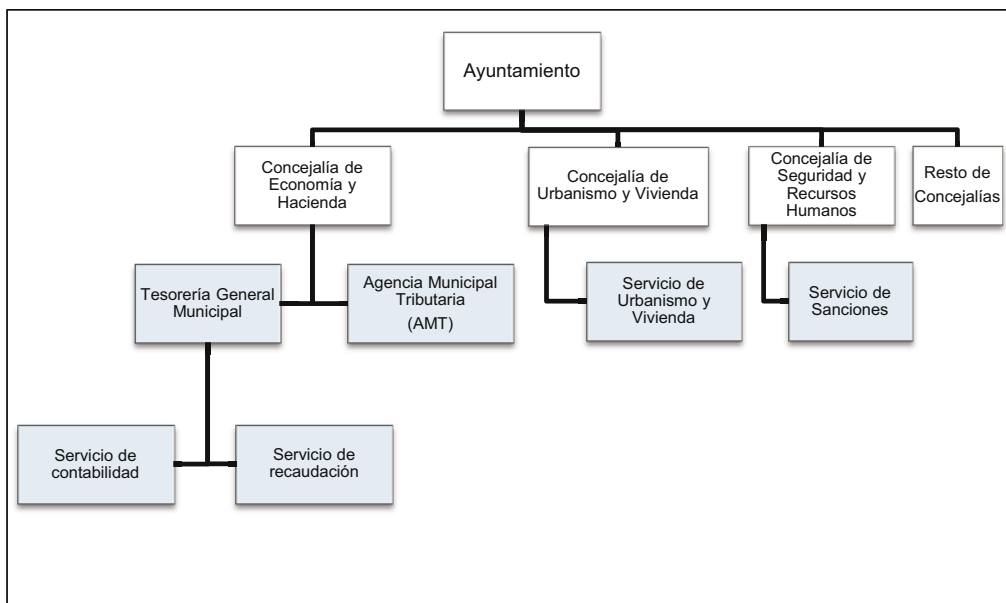 Ayuntamiento
Concejalía de
Economía y
Hacienda
Concejalía de
Urbanismo y Vivienda
Concejalía de
Seguridad y
Recursos
Humanos
Resto de
Concejalías
Tesorería General
Municipal
Agencia Municipal
Tributaria
(AMT)
Servicio de
Urbanismo y
Vivienda
Servicio de
Sanciones
Servicio de
contabilidad
Servicio de
recaudación